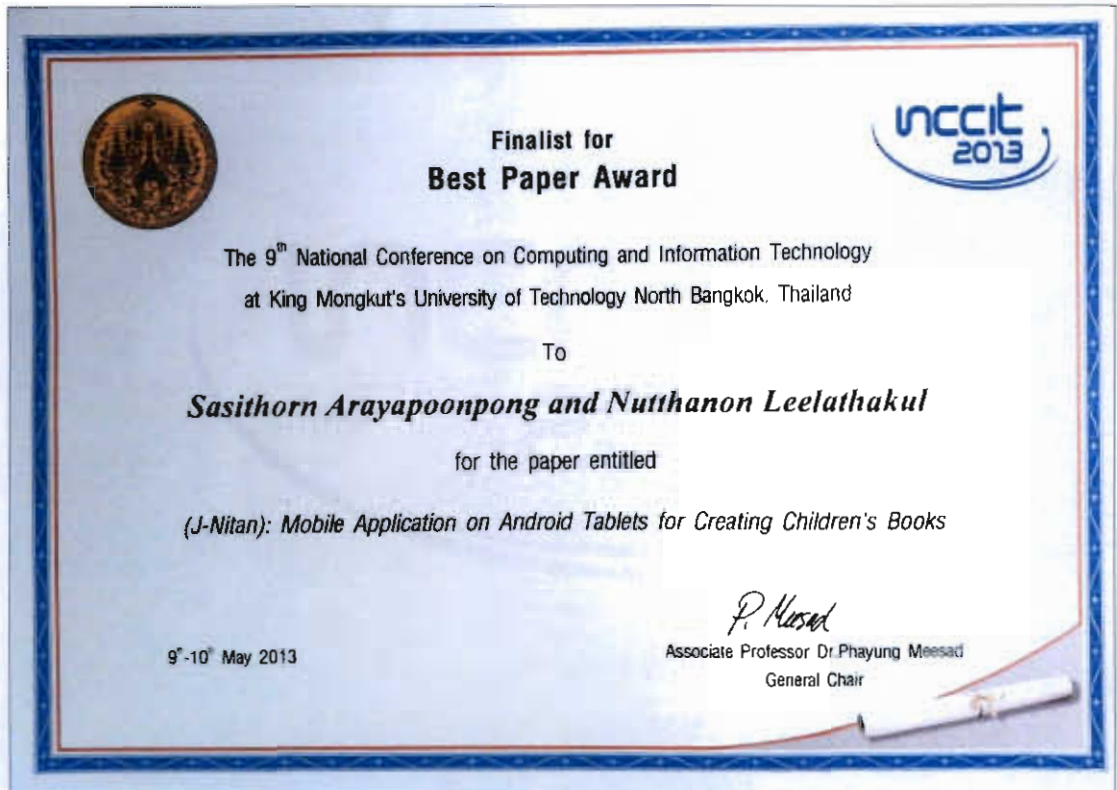 Finalist for
Best Paper Award
ınccit
2013
The 9th National Conference on Computing and Information Technology
at King Mongkut's University of Technology North Bangkok, Thailand
To
Sasithorn Arayapoonpong and Nutthanon Leelathakul
for the paper entitled
(J-Nitan): Mobile Application on Android Tablets for Creating Children's Books
P. Meesad
9th-10th May 2013
Associate Professor Dr.Phayung Meesad
General Chair